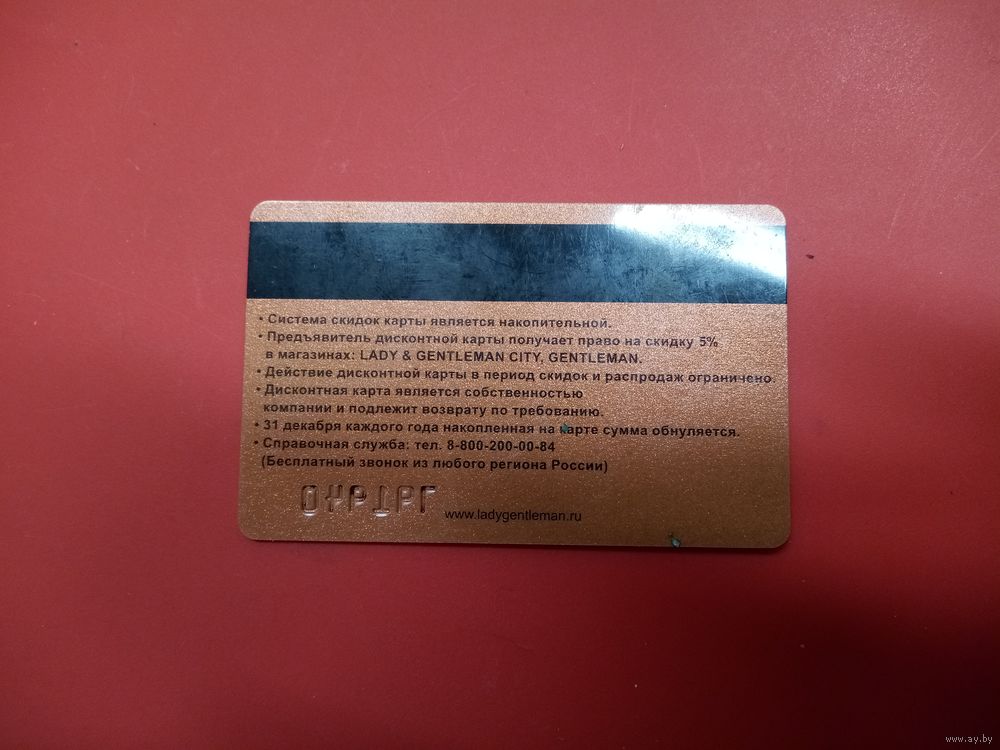 • Система скидок карты является накопительной.
• Предъявитель дисконтной карты получает право на скидку 5%
в магазинах: LADY & GENTLEMAN CITY, GENTLEMAN.
• Действие дисконтной карты в период скидок и распродаж ограничено.
• Дисконтная карта является собственностью
компании и подлежит возврату по требованию.
• 31 декабря каждого года накопленная на карте сумма обнуляется.
• Справочная служба: тел. 8-800-200-00-84
(Бесплатный звонок из любого региона России)
www.ladygentleman.ru
www.ay.by